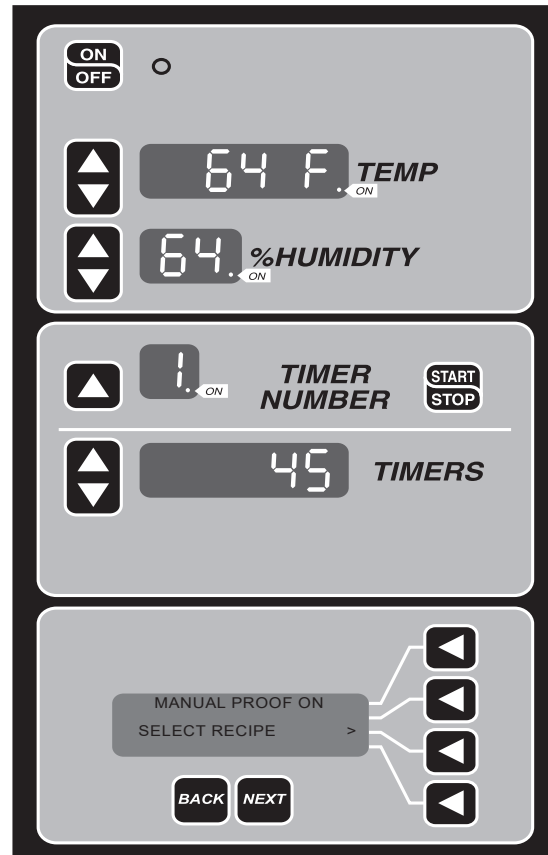 ON
OFF
64 F. TEMP
ON
64. %HUMIDITY
ON
1.
ON
TIMER
NUMBER
START
STOP
45 TIMERS
MANUAL PROOF ON
SELECT RECIPE >
BACK NEXT